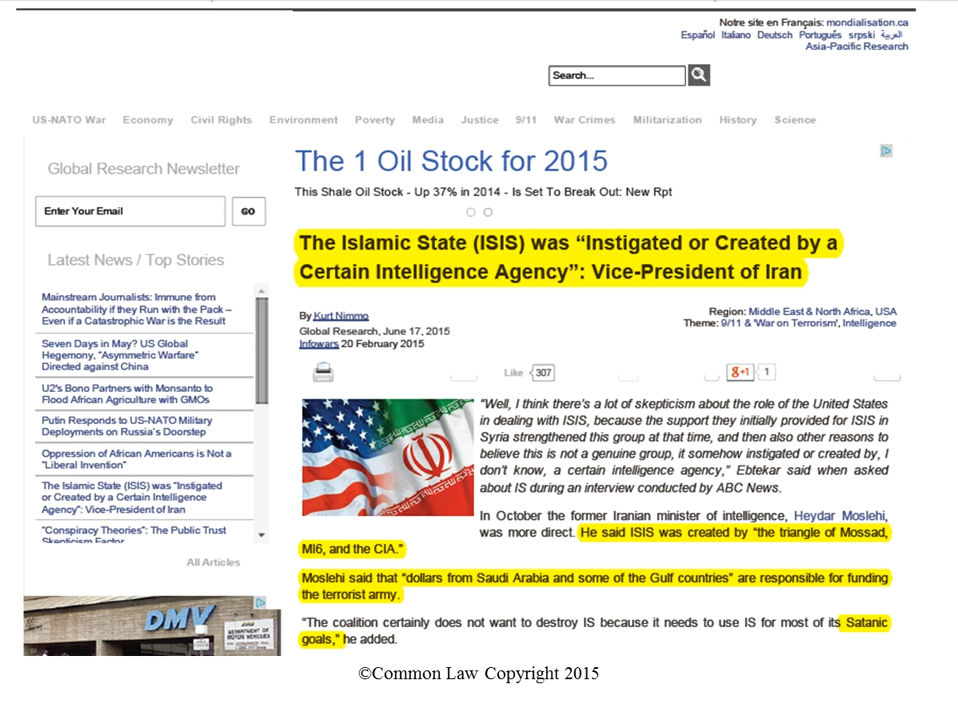 Notre site en Français: mondialisation.ca
Español Italiano Deutsch Português srpski العربية
Asia-Pacific Research
Search...
US-NATO War Economy Civil Rights Environment Poverty Media Justice 9/11 War Crimes Militarization History Science
Global Research Newsletter
Enter Your Email GO
Latest News / Top Stories
Mainstream Journalists: Immune from
Accountability if they Run with the Pack –
Even if a Catastrophic War is the Result
Seven Days in May? US Global
Hegemony, “Asymmetric Warfare”
Directed against China
U2's Bono Partners with Monsanto to
Flood African Agriculture with GMOs
Putin Responds to US-NATO Military
Deployments on Russia's Doorstep
Oppression of African Americans is Not a
“Liberal Invention”
The Islamic State (ISIS) was “Instigated
or Created by a Certain Intelligence
Agency”: Vice-President of Iran
“Conspiracy Theories”: The Public Trust
Skepticism Factor
All Articles
DMV
DEPARTMENT OF
MOTOR VEHICLES
The 1 Oil Stock for 2015
This Shale Oil Stock - Up 37% in 2014 - Is Set To Break Out: New Rpt
The Islamic State (ISIS) was “Instigated or Created by a
Certain Intelligence Agency”: Vice-President of Iran
By Kurt Nimmo
Global Research, June 17, 2015
Infowars 20 February 2015
Region: Middle East & North Africa, USA
Theme: 9/11 & 'War on Terrorism', Intelligence
Like 307
g+1 1
“Well, I think there's a lot of skepticism about the role of the United States
in dealing with ISIS, because the support they initially provided for ISIS in
Syria strengthened this group at that time, and then also other reasons to
believe this is not a genuine group, it somehow instigated or created by, I
don't know, a certain intelligence agency,” Ebtekar said when asked
about IS during an interview conducted by ABC News.
In October the former Iranian minister of intelligence, Heydar Moslehi,
was more direct. He said ISIS was created by “the triangle of Mossad,
MI6, and the CIA.”
Moslehi said that “dollars from Saudi Arabia and some of the Gulf countries” are responsible for funding
the terrorist army.
“The coalition certainly does not want to destroy IS because it needs to use IS for most of its Satanic
goals,” he added.
©Common Law Copyright 2015